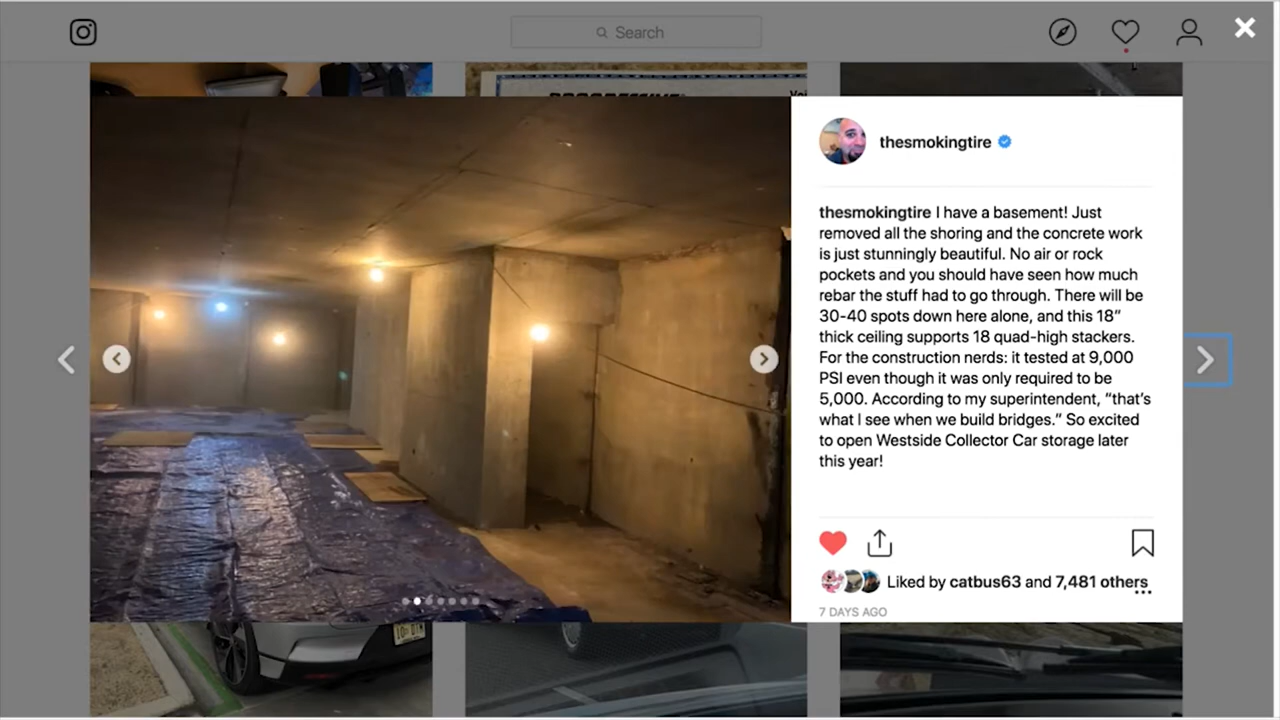 Search
PROGRESSIVE
thesmokingtire
thesmokingtire I have a basement! Just
removed all the shoring and the concrete work
is just stunningly beautiful. No air or rock
pockets and you should have seen how much
rebar the stuff had to go through. There will be
30-40 spots down here alone, and this 18”
thick ceiling supports 18 quad-high stackers.
For the construction nerds: it tested at 9,000
PSI even though it was only required to be
5,000. According to my superintendent, “that’s
what I see when we build bridges.” So excited
to open Westside Collector Car storage later
this year!
Liked by catbus63 and 7,481 others
7 DAYS AGO